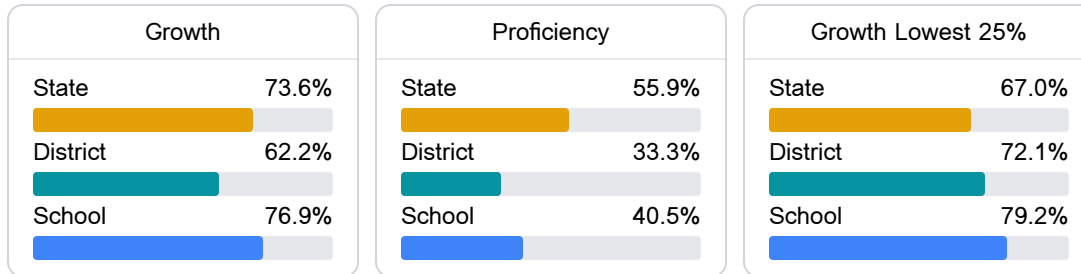 Growth
State 73.6%
District 62.2%
School 76.9%
Proficiency
State 55.9%
District 33.3%
School 40.5%
Growth Lowest 25%
State 67.0%
District 72.1%
School 79.2%